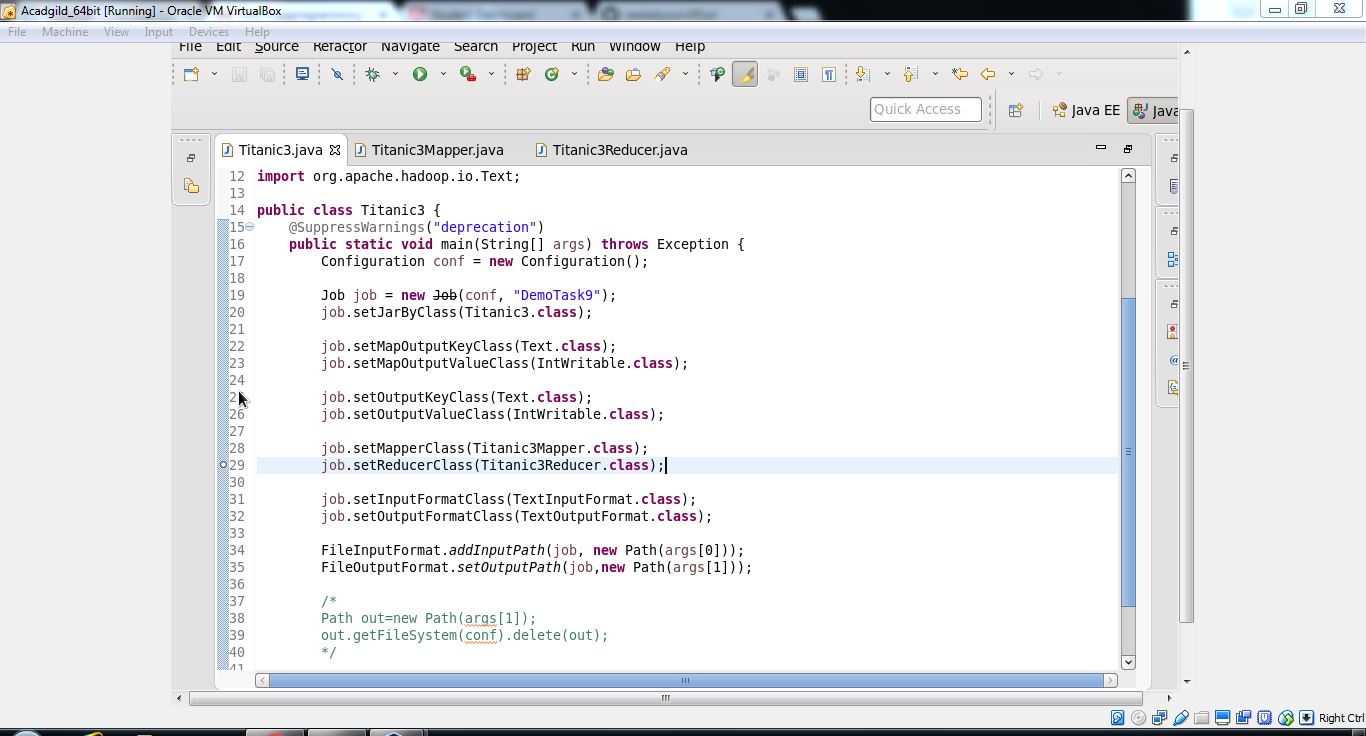 Acadgild_64bit [Running] - Oracle VM VirtualBox
File Machine View Input Devices Help
File Edit Source Refactor Navigate Search Project Run Window Help
Quick Access
Java EE
Java
Titanic3.java
Titanic3Mapper.java
Titanic3Reducer.java
12 import org.apache.hadoop.io.Text;
13
14 public class Titanic3 {
15 @SuppressWarnings("deprecation")
16 public static void main(String[] args) throws Exception {
17 Configuration conf = new Configuration();
18
19 Job job = new Job(conf, "DemoTask9");
20 job.setJarByClass(Titanic3.class);
21
22 job.setMapOutputKeyClass(Text.class);
23 job.setMapOutputValueClass(IntWritable.class);
24
25 job.setOutputKeyClass(Text.class);
26 job.setOutputValueClass(IntWritable.class);
27
28 job.setMapperClass(Titanic3Mapper.class);
29 job.setReducerClass(Titanic3Reducer.class);
30
31 job.setInputFormatClass(TextInputFormat.class);
32 job.setOutputFormatClass(TextOutputFormat.class);
33
34 FileInputFormat.addInputPath(job, new Path(args[0]));
35 FileOutputFormat.setOutputPath(job,new Path(args[1]));
36
37 /*
38 Path out=new Path(args[1]);
39 out.getFileSystem(conf).delete(out);
40 */
41
Right Ctrl